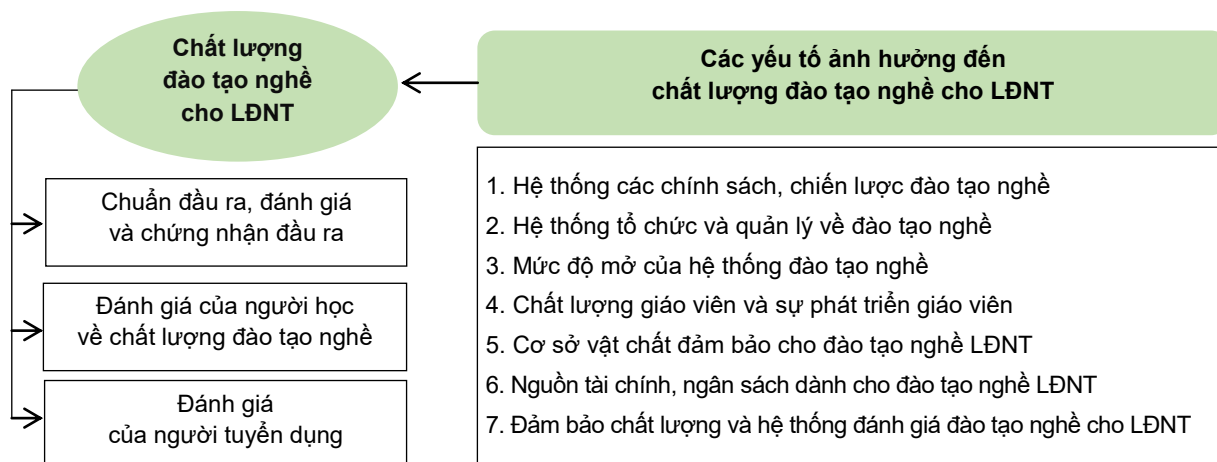 Chất lượng
đào tạo nghề
cho LĐNT
Các yếu tố ảnh hưởng đến
chất lượng đào tạo nghề cho LĐNT
Chuẩn đầu ra, đánh giá
và chứng nhận đầu ra
Đánh giá của người học
về chất lượng đào tạo nghề
Đánh giá
của người tuyển dụng
1. Hệ thống các chính sách, chiến lược đào tạo nghề
2. Hệ thống tổ chức và quản lý về đào tạo nghề
3. Mức độ mở của hệ thống đào tạo nghề
4. Chất lượng giáo viên và sự phát triển giáo viên
5. Cơ sở vật chất đảm bảo cho đào tạo nghề LĐNT
6. Nguồn tài chính, ngân sách dành cho đào tạo nghề LĐNT
7. Đảm bảo chất lượng và hệ thống đánh giá đào tạo nghề cho LĐNT